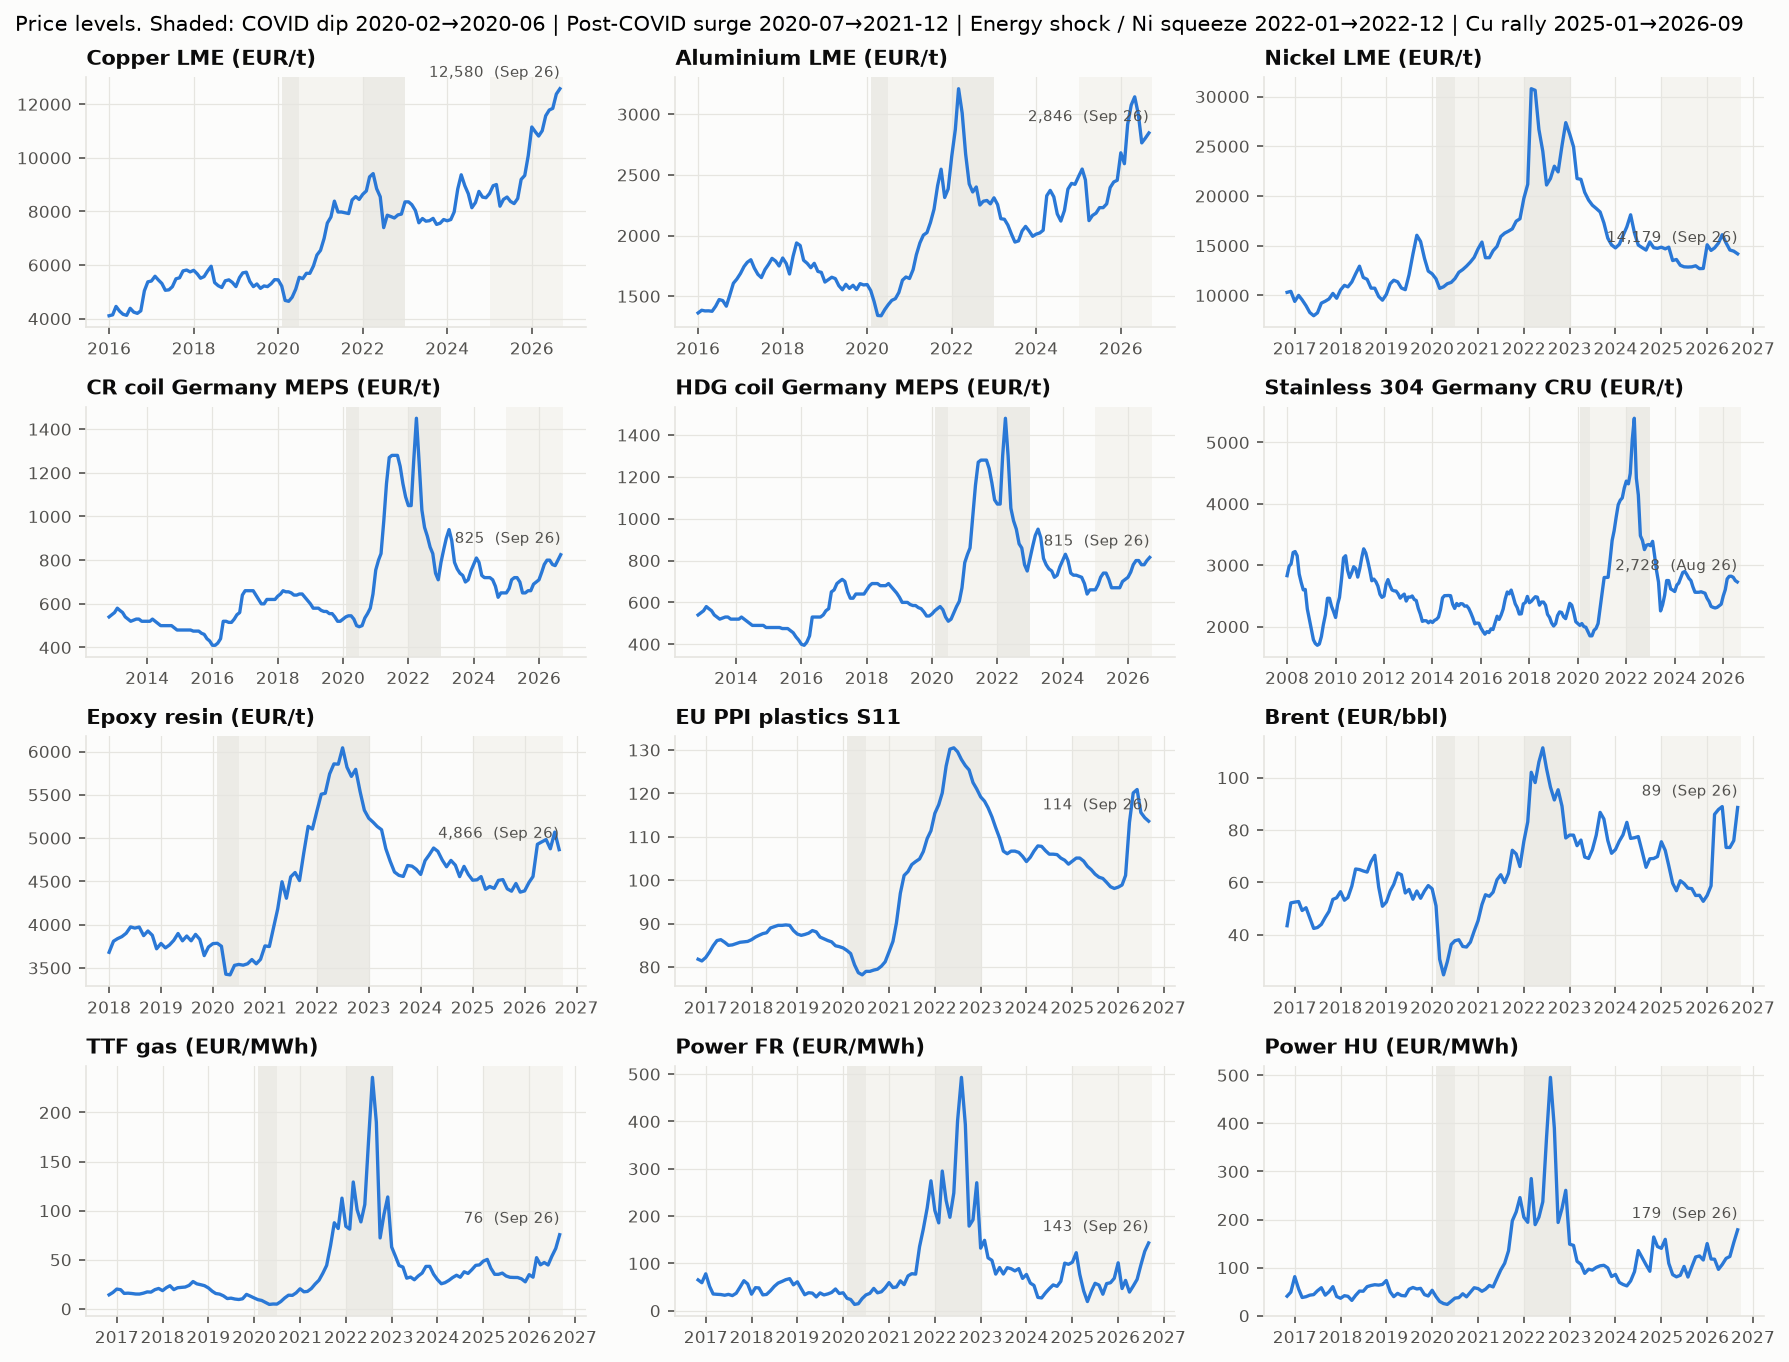 Price levels. Shaded: COVID dip 2020-02→2020-06 | Post-COVID surge 2020-07→2021-12 | Energy shock / Ni squeeze 2022-01→2022-12 | Cu rally 2025-01→2026-09
Copper LME (EUR/t)
12,580 (Sep 26)
12000
10000
8000
6000
4000
2016 2018 2020 2022 2024 2026
Aluminium LME (EUR/t)
2,846 (Sep 26)
3000
2500
2000
1500
2016 2018 2020 2022 2024 2026
Nickel LME (EUR/t)
14,179 (Sep 26)
30000
25000
20000
15000
10000
2017 2018 2019 2020 2021 2022 2023 2024 2025 2026 2027
CR coil Germany MEPS (EUR/t)
825 (Sep 26)
1400
1200
1000
800
600
400
2014 2016 2018 2020 2022 2024 2026
HDG coil Germany MEPS (EUR/t)
815 (Sep 26)
1400
1200
1000
800
600
400
2014 2016 2018 2020 2022 2024 2026
Stainless 304 Germany CRU (EUR/t)
2,728 (Aug 26)
5000
4000
3000
2000
2008 2010 2012 2014 2016 2018 2020 2022 2024 2026
Epoxy resin (EUR/t)
4,866 (Sep 26)
6000
5500
5000
4500
4000
3500
2018 2019 2020 2021 2022 2023 2024 2025 2026 2027
EU PPI plastics S11
114 (Sep 26)
130
120
110
100
90
80
2017 2018 2019 2020 2021 2022 2023 2024 2025 2026 2027
Brent (EUR/bbl)
89 (Sep 26)
100
80
60
40
2017 2018 2019 2020 2021 2022 2023 2024 2025 2026 2027
TTF gas (EUR/MWh)
76 (Sep 26)
200
150
100
50
0
2017 2018 2019 2020 2021 2022 2023 2024 2025 2026 2027
Power FR (EUR/MWh)
143 (Sep 26)
500
400
300
200
100
0
2017 2018 2019 2020 2021 2022 2023 2024 2025 2026 2027
Power HU (EUR/MWh)
179 (Sep 26)
500
400
300
200
100
0
2017 2018 2019 2020 2021 2022 2023 2024 2025 2026 2027